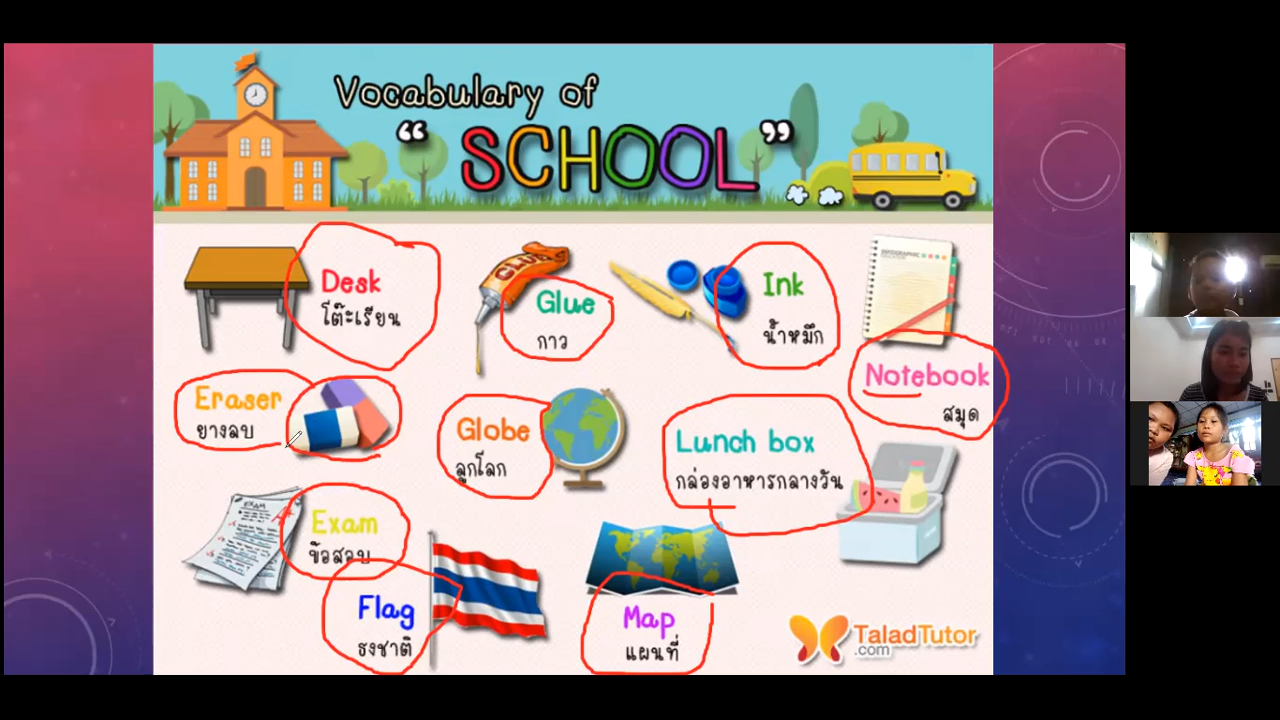 Vocabulary of
“SCHOOL”
Desk
โต๊ะเรียน
GLUE
Glue
กาว
Ink
น้ำหมึก
Notebook
สมุด
Eraser
ยางลบ
Globe
ลูกโลก
Lunch box
กล่องอาหารกลางวัน
EXAM
A+
Exam
ข้อสอบ
Flag
ธงชาติ
Map
แผนที่
TaladTutor
.com